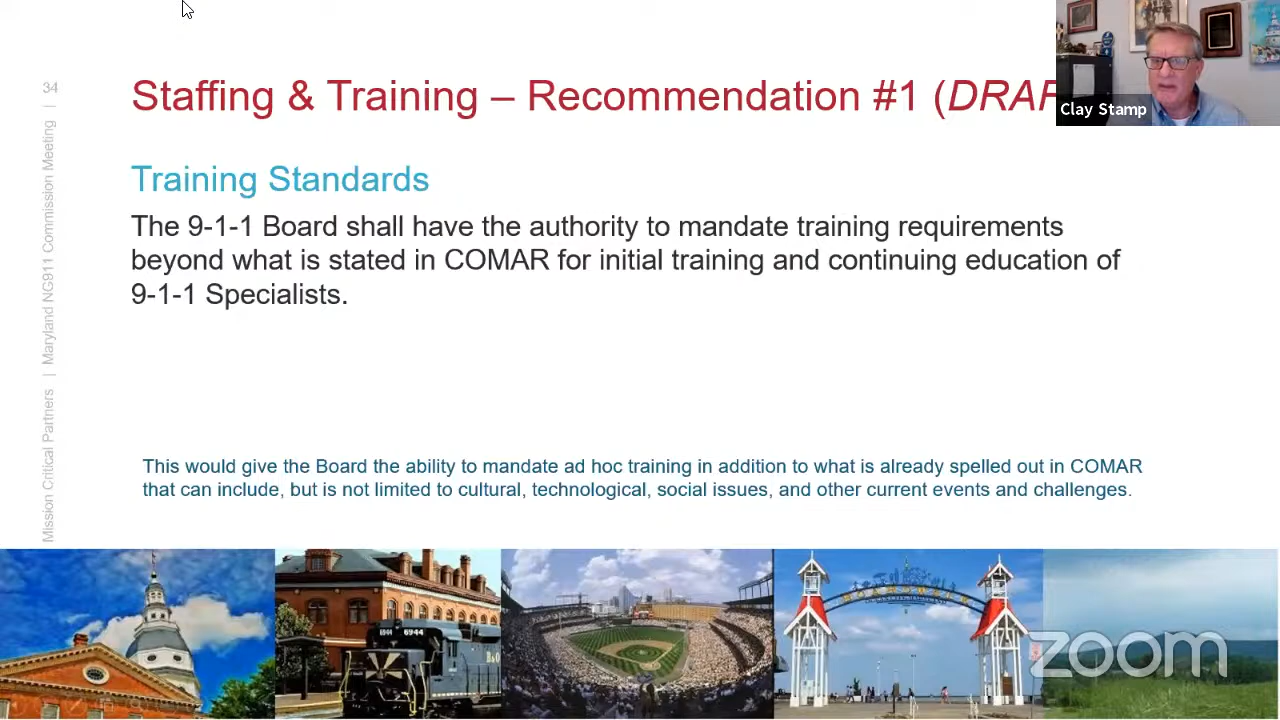 34
Mission Critical Partners | Maryland NG911 Commission Meeting |
Staffing & Training – Recommendation #1 (DRAF
Clay Stamp
Training Standards
The 9-1-1 Board shall have the authority to mandate training requirements
beyond what is stated in COMAR for initial training and continuing education of
9-1-1 Specialists.
This would give the Board the ability to mandate ad hoc training in addition to what is already spelled out in COMAR
that can include, but is not limited to cultural, technological, social issues, and other current events and challenges.
6944
zoom